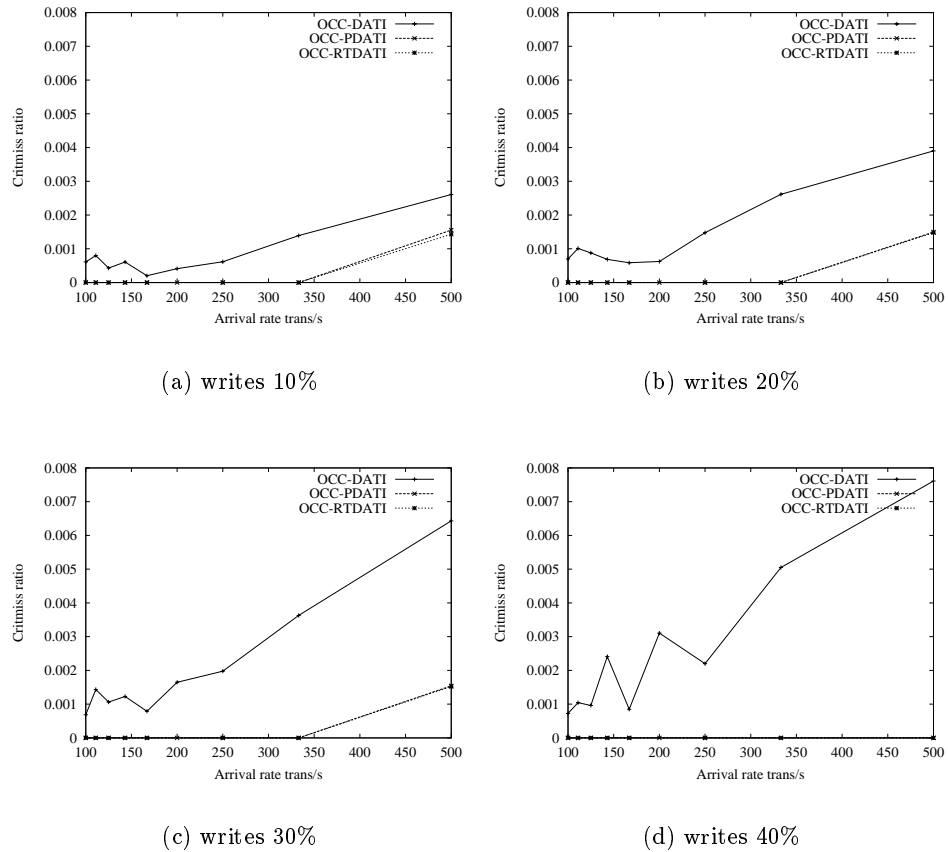 0.008
0.007
0.006
0.005
0.004
0.003
0.002
0.001
0
Critmiss ratio
OCC-DATI
OCC-PDATI
OCC-RTDATI
100 150 200 250 300 350 400 450 500
Arrival rate trans/s
(a) writes 10%
0.008
0.007
0.006
0.005
0.004
0.003
0.002
0.001
0
Critmiss ratio
OCC-DATI
OCC-PDATI
OCC-RTDATI
100 150 200 250 300 350 400 450 500
Arrival rate trans/s
(b) writes 20%
0.008
0.007
0.006
0.005
0.004
0.003
0.002
0.001
0
Critmiss ratio
OCC-DATI
OCC-PDATI
OCC-RTDATI
100 150 200 250 300 350 400 450 500
Arrival rate trans/s
(c) writes 30%
0.008
0.007
0.006
0.005
0.004
0.003
0.002
0.001
0
Critmiss ratio
OCC-DATI
OCC-PDATI
OCC-RTDATI
100 150 200 250 300 350 400 450 500
Arrival rate trans/s
(d) writes 40%